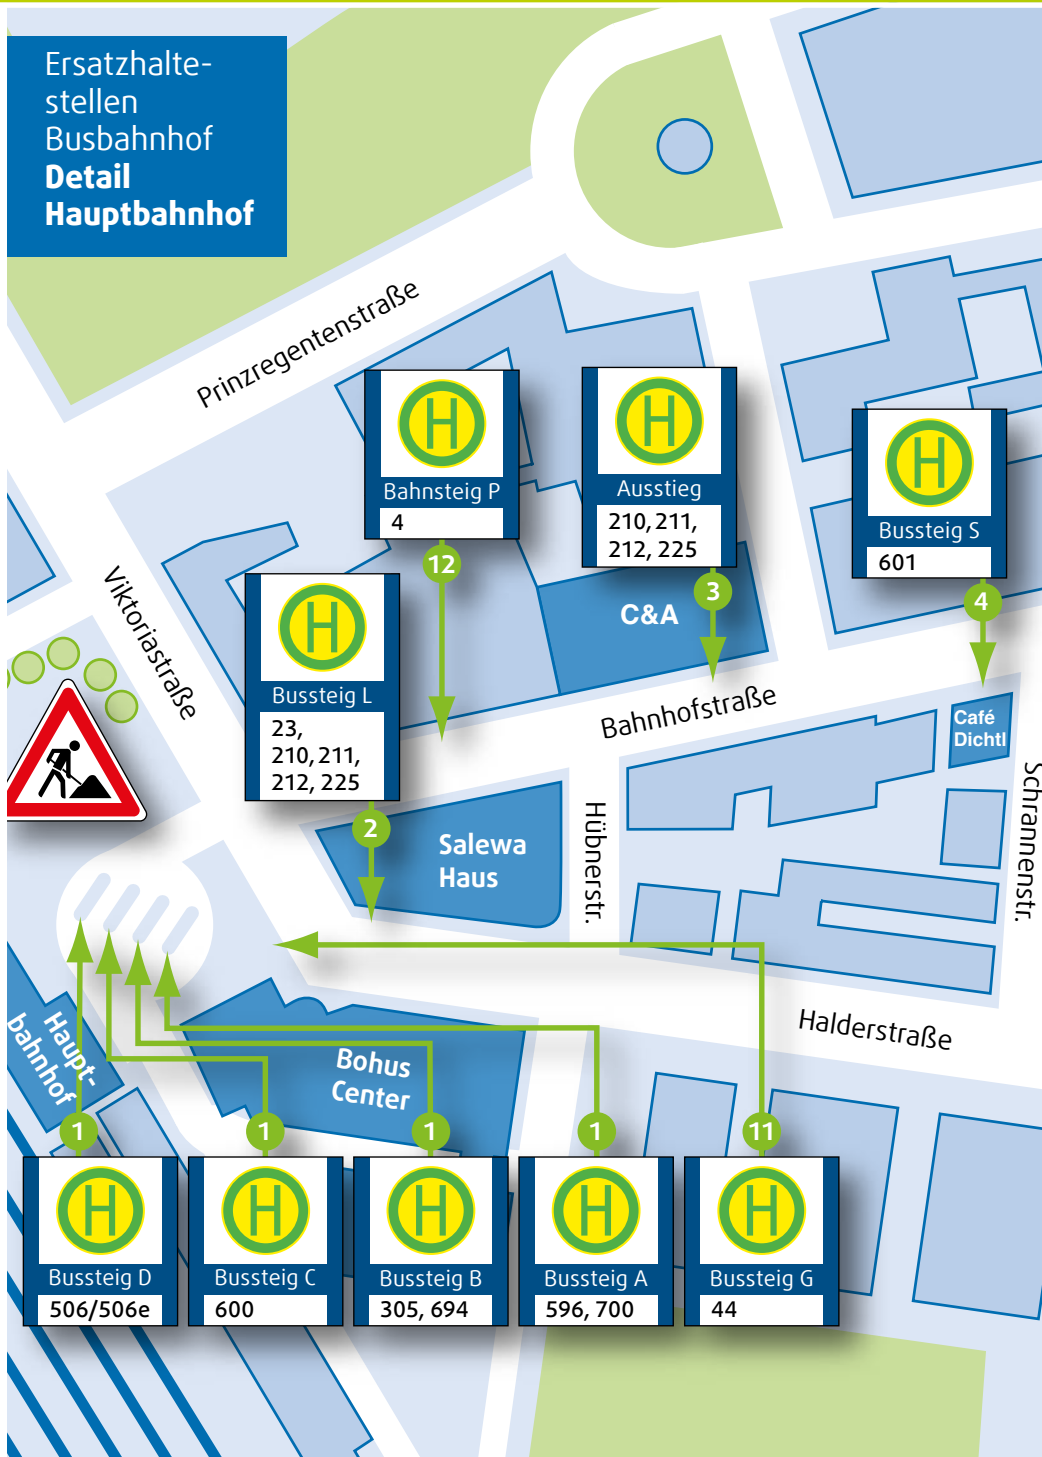 Ersatzhalte-
stellen
Busbahnhof
Detail
Hauptbahnhof
Prinzregentenstraße
H
Bahnsteig P
4
12
H
Ausstieg
210, 211,
212, 225
3
H
Bussteig S
601
4
C&A
Viktoriastraße
H
Bussteig L
23,
210, 211,
212, 225
2
Bahnhofstraße
Café
Dichtl
Schrannenstr.
Hübnerstr.
Salewa
Haus
Halderstraße
Haupt-
bahnhof
Bohus
Center
1
1
1
1
11
H
Bussteig D
506/506e
H
Bussteig C
600
H
Bussteig B
305, 694
H
Bussteig A
596, 700
H
Bussteig G
44